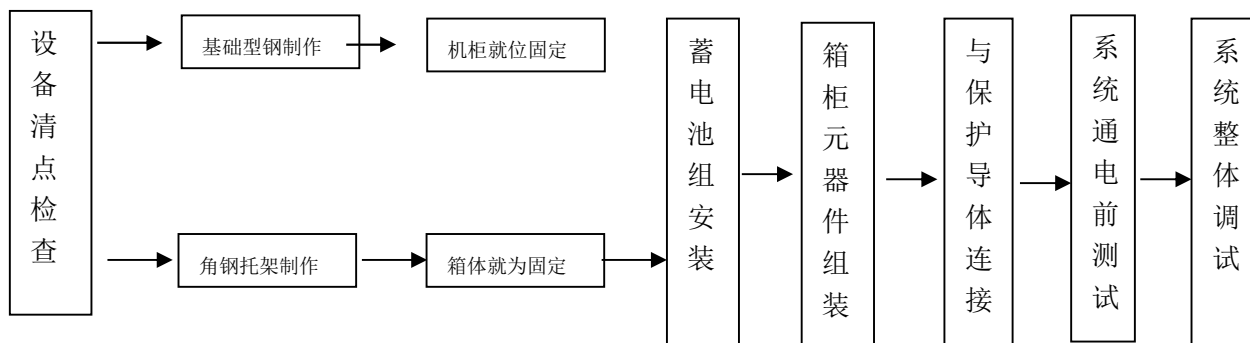 设备清点检查
基础型钢制作
机柜就位固定
角钢托架制作
箱体就为固定
蓄电池组安装
箱柜元器件组装
与保护导体连接
系统通电前测试
系统整体调试